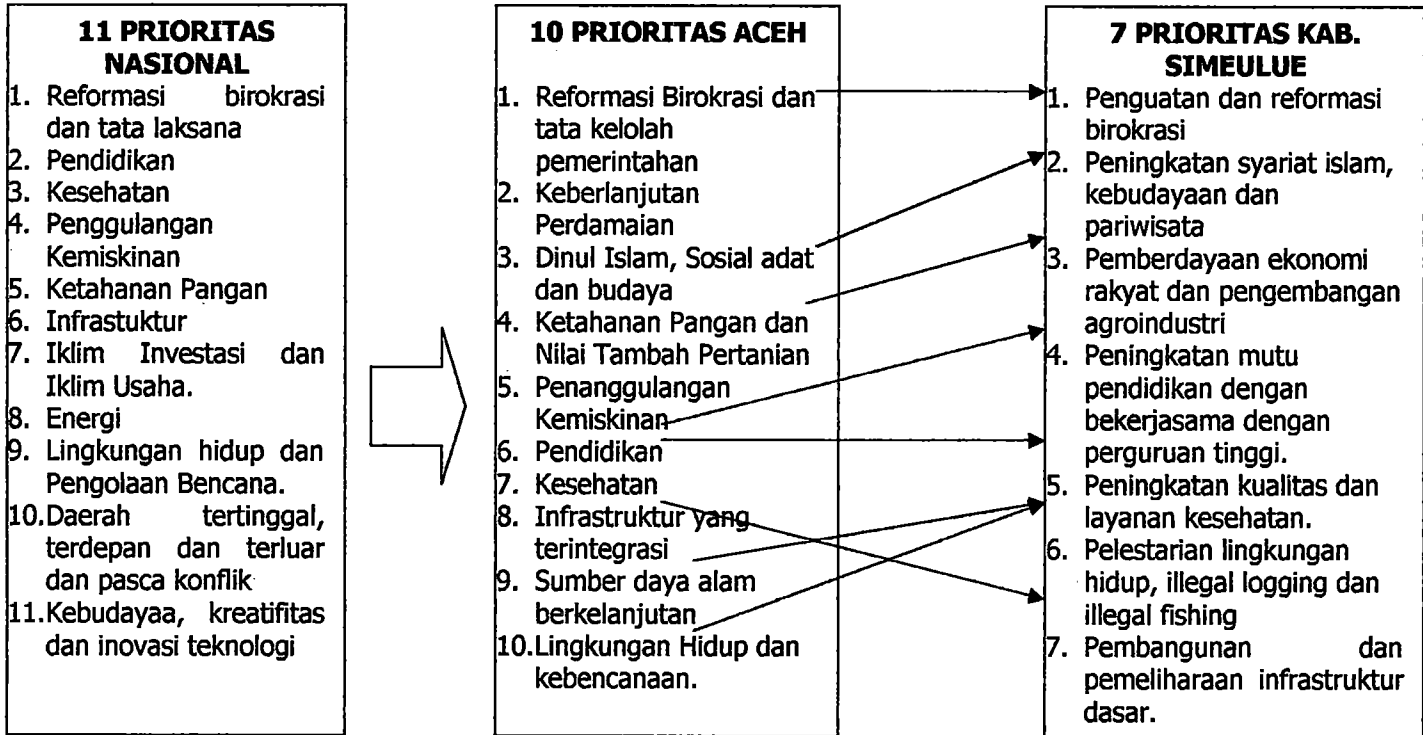 11 PRIORITAS
NASIONAL
1. Reformasi birokrasi
dan tata laksana
2. Pendidikan
3. Kesehatan
4. Penggulangan
Kemiskinan
5. Ketahanan Pangan
6. Infrastuktur
7. Iklim Investasi dan
Iklim Usaha.
8. Energi
9. Lingkungan hidup dan
Pengolaan Bencana.
10.Daerah tertinggal,
terdepan dan terluar
dan pasca konflik
11.Kebudayaa, kreatifitas
dan inovasi teknologi
10 PRIORITAS ACEH
1. Reformasi Birokrasi dan
tata kelolah
pemerintahan
2. Keberlanjutan
Perdamaian
3. Dinul Islam, Sosial adat
dan budaya
4. Ketahanan Pangan dan
Nilai Tambah Pertanian
5. Penanggulangan
Kemiskinan
6. Pendidikan
7. Kesehatan
8. Infrastruktur yang
terintegrasi
9. Sumber daya alam
berkelanjutan
10.Lingkungan Hidup dan
kebencanaan.
7 PRIORITAS KAB.
SIMEULUE
1. Penguatan dan reformasi
birokrasi
2. Peningkatan syariat islam,
kebudayaan dan
pariwisata
3. Pemberdayaan ekonomi
rakyat dan pengembangan
agroindustri
4. Peningkatan mutu
pendidikan dengan
bekerjasama dengan
perguruan tinggi.
5. Peningkatan kualitas dan
layanan kesehatan.
6. Pelestarian lingkungan
hidup, illegal logging dan
illegal fishing
7. Pembangunan dan
pemeliharaan infrastruktur
dasar.